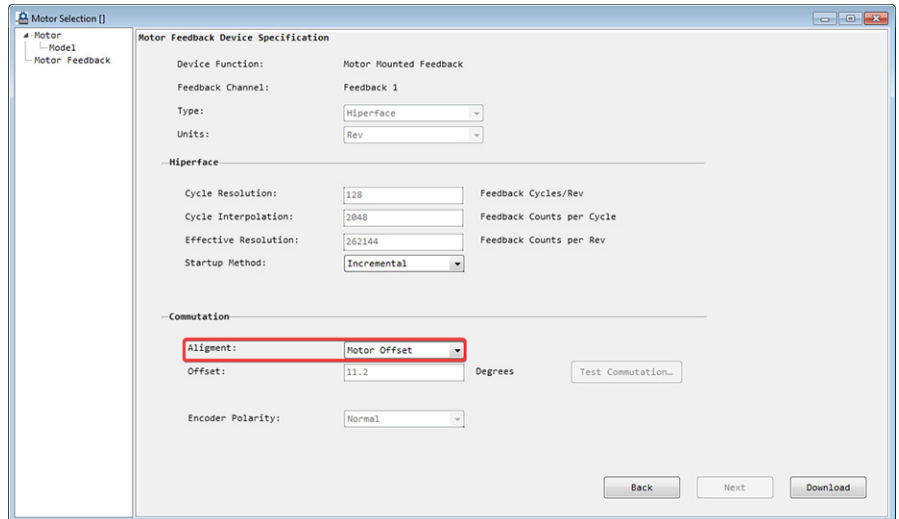 Motor Selection []
Motor
Model
Motor Feedback
Motor Feedback Device Specification
Device Function: Motor Mounted Feedback
Feedback Channel: Feedback 1
Type: Hiperface
Units: Rev
Hiperface
Cycle Resolution: 128 Feedback Cycles/Rev
Cycle Interpolation: 2048 Feedback Counts per Cycle
Effective Resolution: 262144 Feedback Counts per Rev
Startup Method: Incremental
Commutation
Aligment: Motor Offset
Offset: 11.2 Degrees Test Commutation…
Encoder Polarity: Normal
Back Next Download